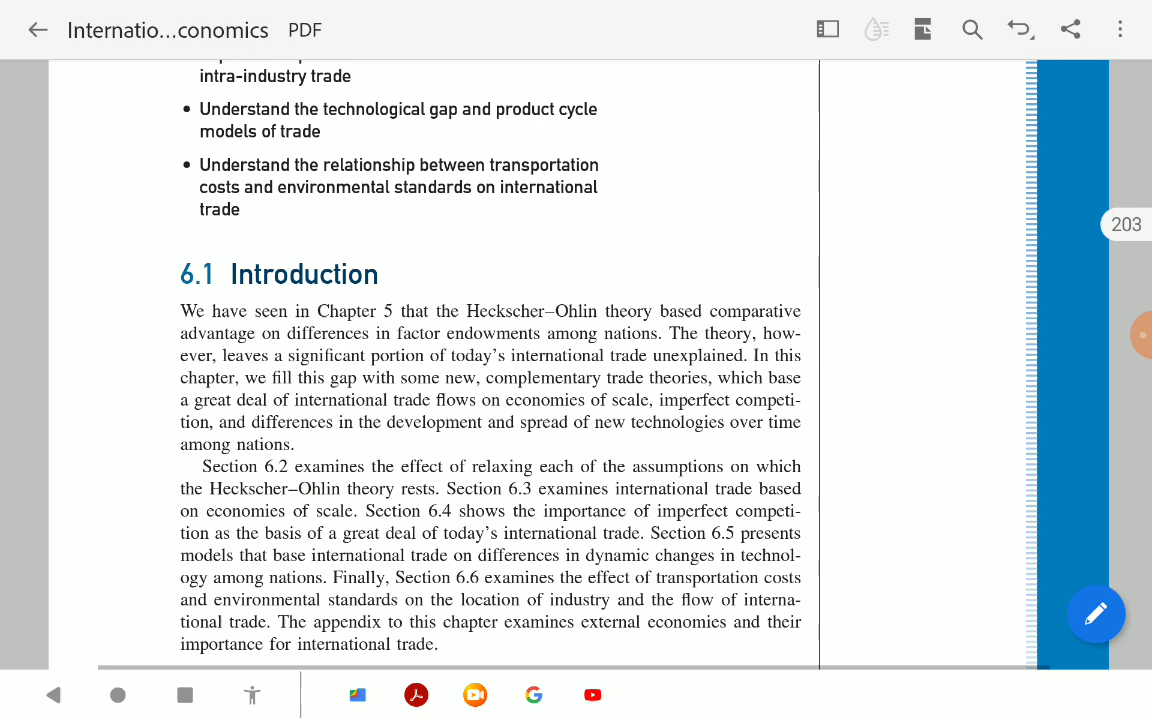 Internatio...conomics PDF
intra-industry trade
• Understand the technological gap and product cycle
models of trade
• Understand the relationship between transportation
costs and environmental standards on international
trade
203
6.1 Introduction
We have seen in Chapter 5 that the Heckscher–Ohlin theory based comparative
advantage on differences in factor endowments among nations. The theory, how-
ever, leaves a significant portion of today's international trade unexplained. In this
chapter, we fill this gap with some new, complementary trade theories, which base
a great deal of international trade flows on economies of scale, imperfect competi-
tion, and differences in the development and spread of new technologies over time
among nations.
Section 6.2 examines the effect of relaxing each of the assumptions on which
the Heckscher–Ohlin theory rests. Section 6.3 examines international trade based
on economies of scale. Section 6.4 shows the importance of imperfect competi-
tion as the basis of a great deal of today's international trade. Section 6.5 presents
models that base international trade on differences in dynamic changes in technol-
ogy among nations. Finally, Section 6.6 examines the effect of transportation costs
and environmental standards on the location of industry and the flow of interna-
tional trade. The appendix to this chapter examines external economies and their
importance for international trade.